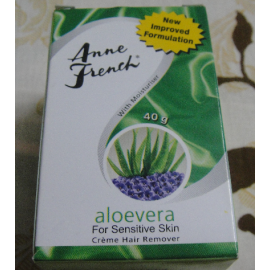 New
Improved
Formulation
Anne
French®
With Moisturiser
40 g
aloevera
For Sensitive Skin
Crème Hair Remover